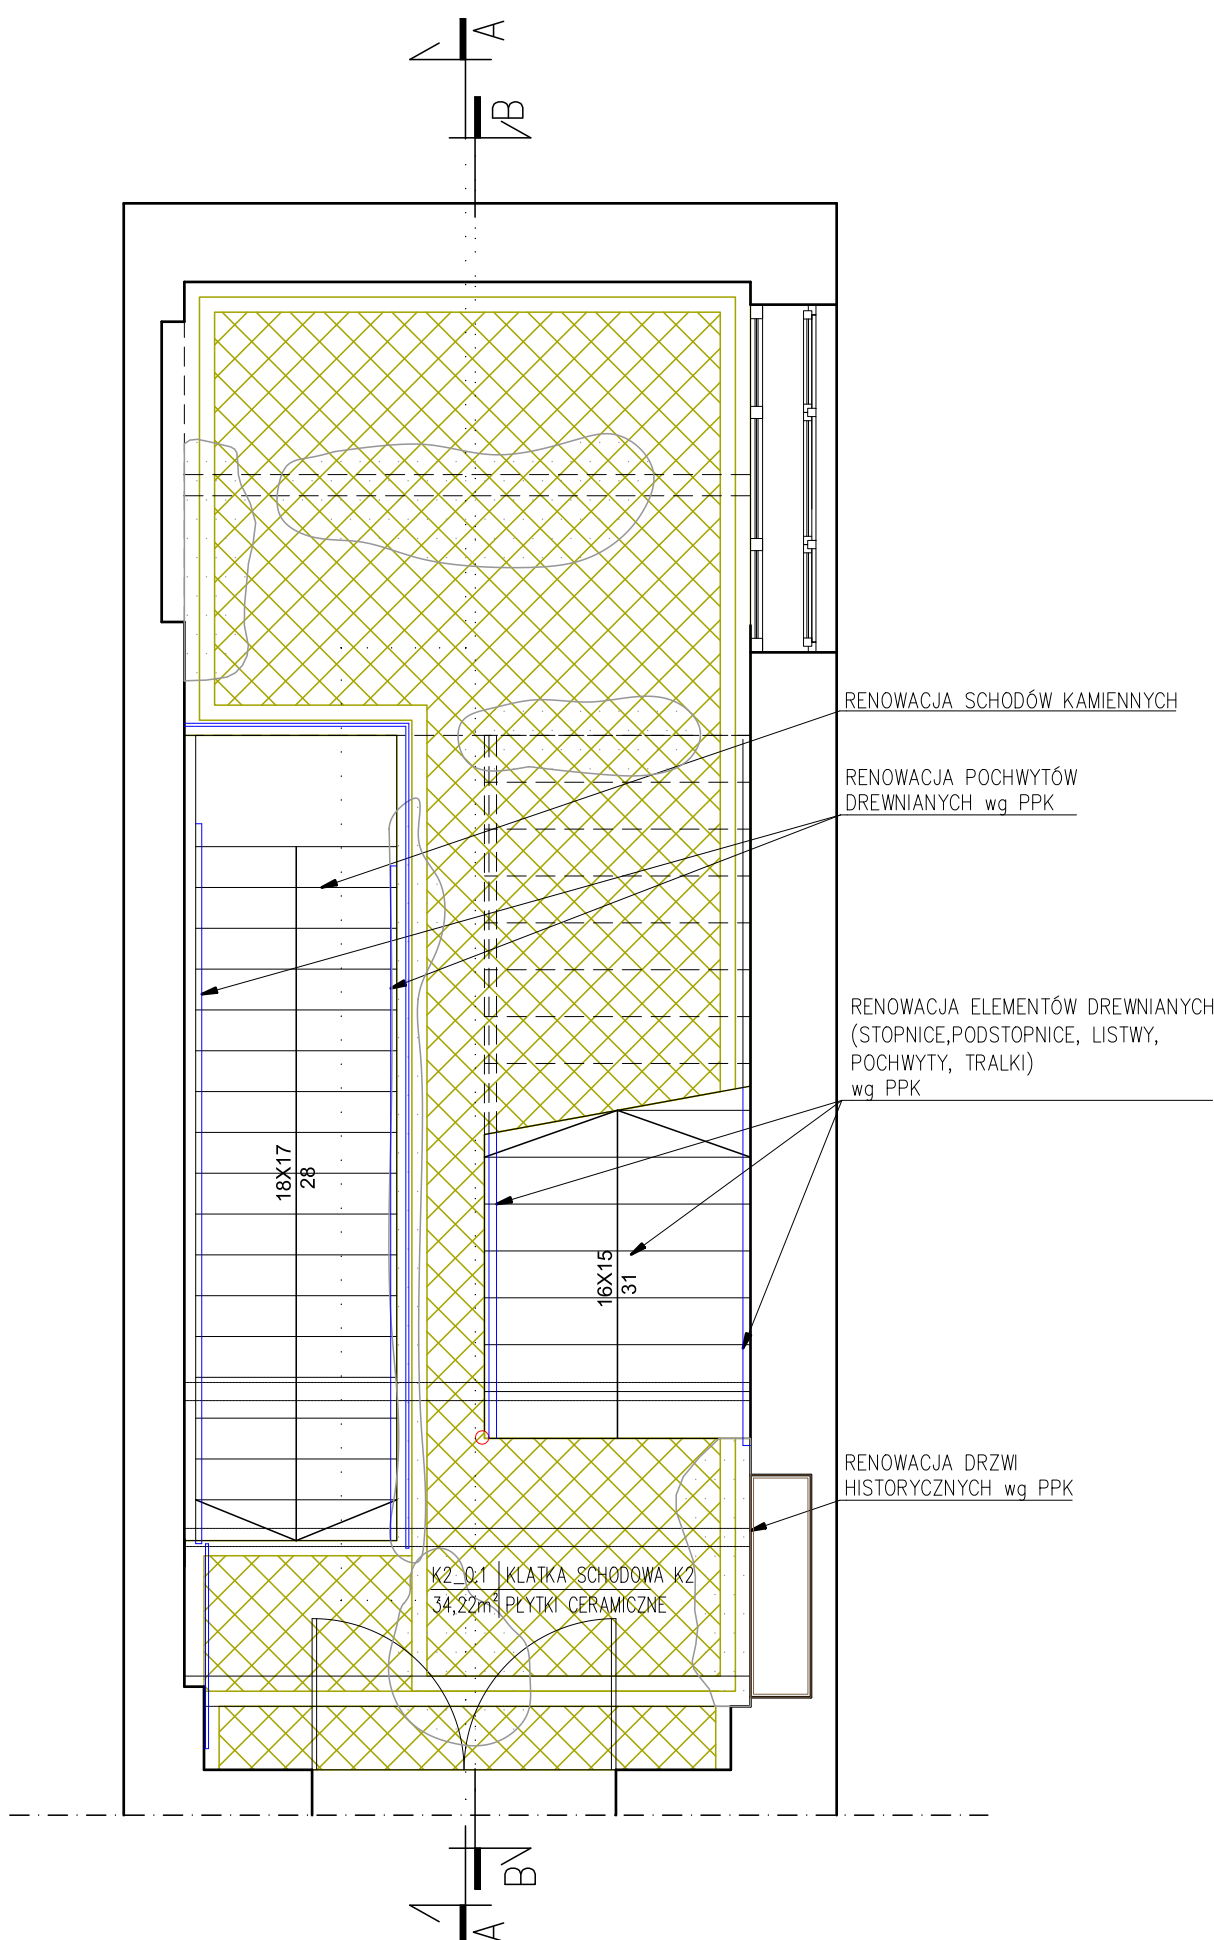 A
B
RENOWACJA SCHODÓW KAMIENNYCH
RENOWACJA POCHWYTÓW
DREWNIANYCH wg PPK
RENOWACJA ELEMENTÓW DREWNIANYCH
(STOPNICE,PODSTOPNICE, LISTWY,
POCHWYTY, TRALKI)
wg PPK
18X17
28
16X15
31
RENOWACJA DRZWI
HISTORYCZNYCH wg PPK
K2_0.1 KLATKA SCHODOWA K2
34,22m² PŁYTKI CERAMICZNE
B
A